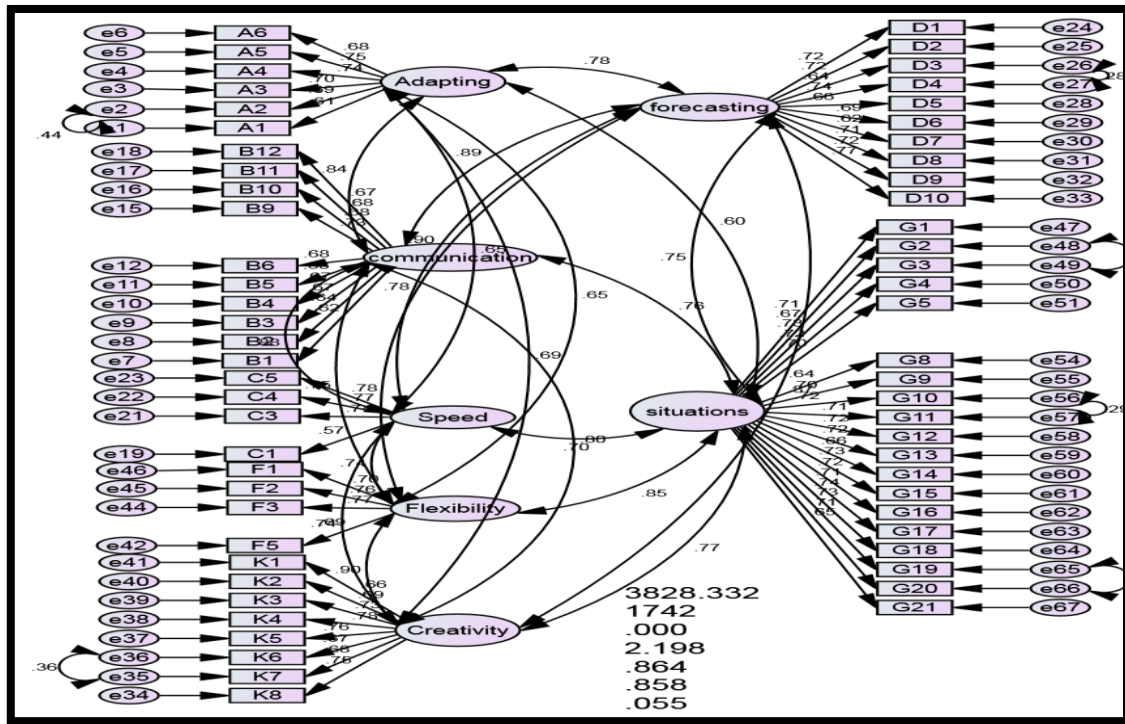 e6 A6
e5 A5
e4 A4
e3 A3
e2 A2
A1
.44
.68
.75
.74
.70
.61
Adapting
.78
forecasting
D1 e24
D2 e25
D3 e26
D4 e27
D5 e28
D6 e29
D7 e30
D8 e31
D9 e32
D10 e33
.72
.64
.74
.66
.69
.62
.71
.72
.77
e18 B12
e17 B11
e16 B10
e15 B9
.84
.67
.68
.89
.60
.90
.65
communication
e12 B6
e11 B5
e10 B4
e9 B3
e8
e7 B1
.68
.62
.78
.75
.65
.76
G1 e47
G2 e48
G3 e49
G4 e50
G5 e51
.71
.67
e23 C5
e22 C4
e21 C3
e19 C1
.78
.77
.57
.69
Speed
situations
.80
.70
G8 e54
G9 e55
G10 e56
G11 e57
G12 e58
G13 e59
G14 e60
G15 e61
G16 e62
G17 e63
G18 e64
G19 e65
G20 e66
G21 e67
.64
.70
.72
.71
.72
.72
.66
.73
.72
.71
.74
.73
.71
.65
e46 F1
e45 F2
e44 F3
e42 F5
.70
.76
.77
Flexibility
.85
.77
e41 K1
e40 K2
e39 K3
e38 K4
e37 K5
e36 K6
e35 K7
e34 K8
.36
.90
.66
.76
.75
Creativity
3828.332
1742
.000
2.198
.864
.858
.055